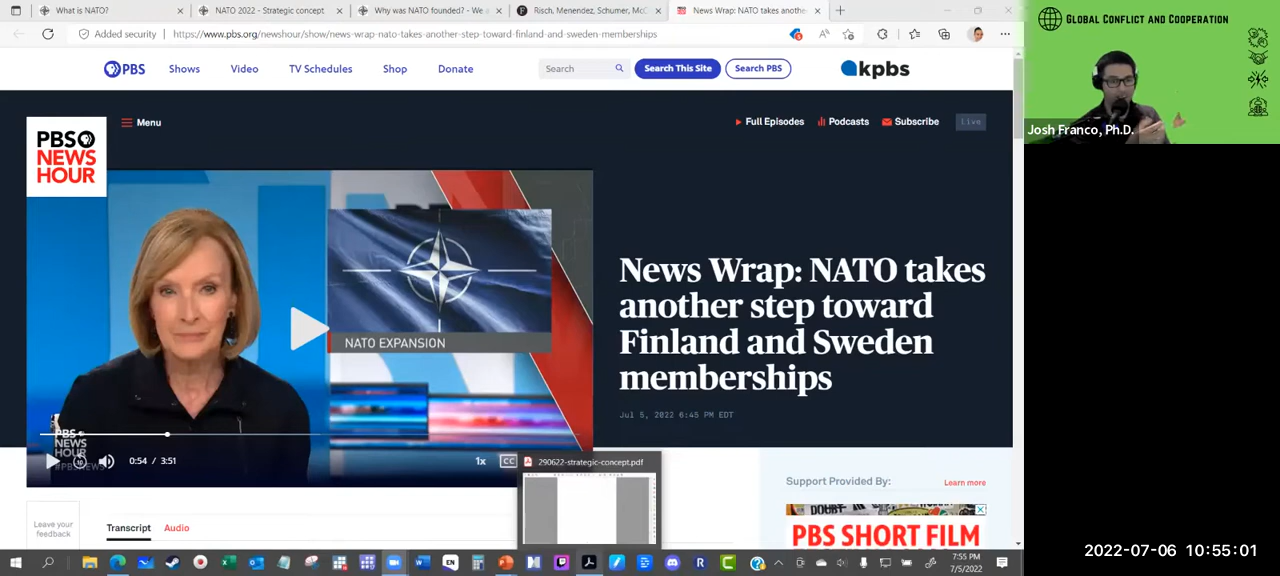 What is NATO?
NATO 2022 - Strategic concept
Why was NATO founded? - We a
Risch, Menendez, Schumer, McC
News Wrap: NATO takes anothe
Added security
https://www.pbs.org/newshour/show/news-wrap-nato-takes-another-step-toward-finland-and-sweden-memberships
PBS
Shows
Video
TV Schedules
Shop
Donate
Search
Search This Site
Search PBS
kpbs
PBS
NEWS
HOUR
Menu
Full Episodes
Podcasts
Subscribe
Live
NATO EXPANSION
News Wrap: NATO takes
another step toward
Finland and Sweden
memberships
Jul 5, 2022 6:45 PM EDT
PBS
NEWS
HOUR
0:54 / 3:51
1x
CC
290622-strategic-concept.pdf
Leave your
feedback
Transcript
Audio
Support Provided By:
Learn more
PBS SHORT FILM
7:55 PM
7/5/2022
GLOBAL CONFLICT AND COOPERATION
Josh Franco, Ph.D.
2022-07-06 10:55:01